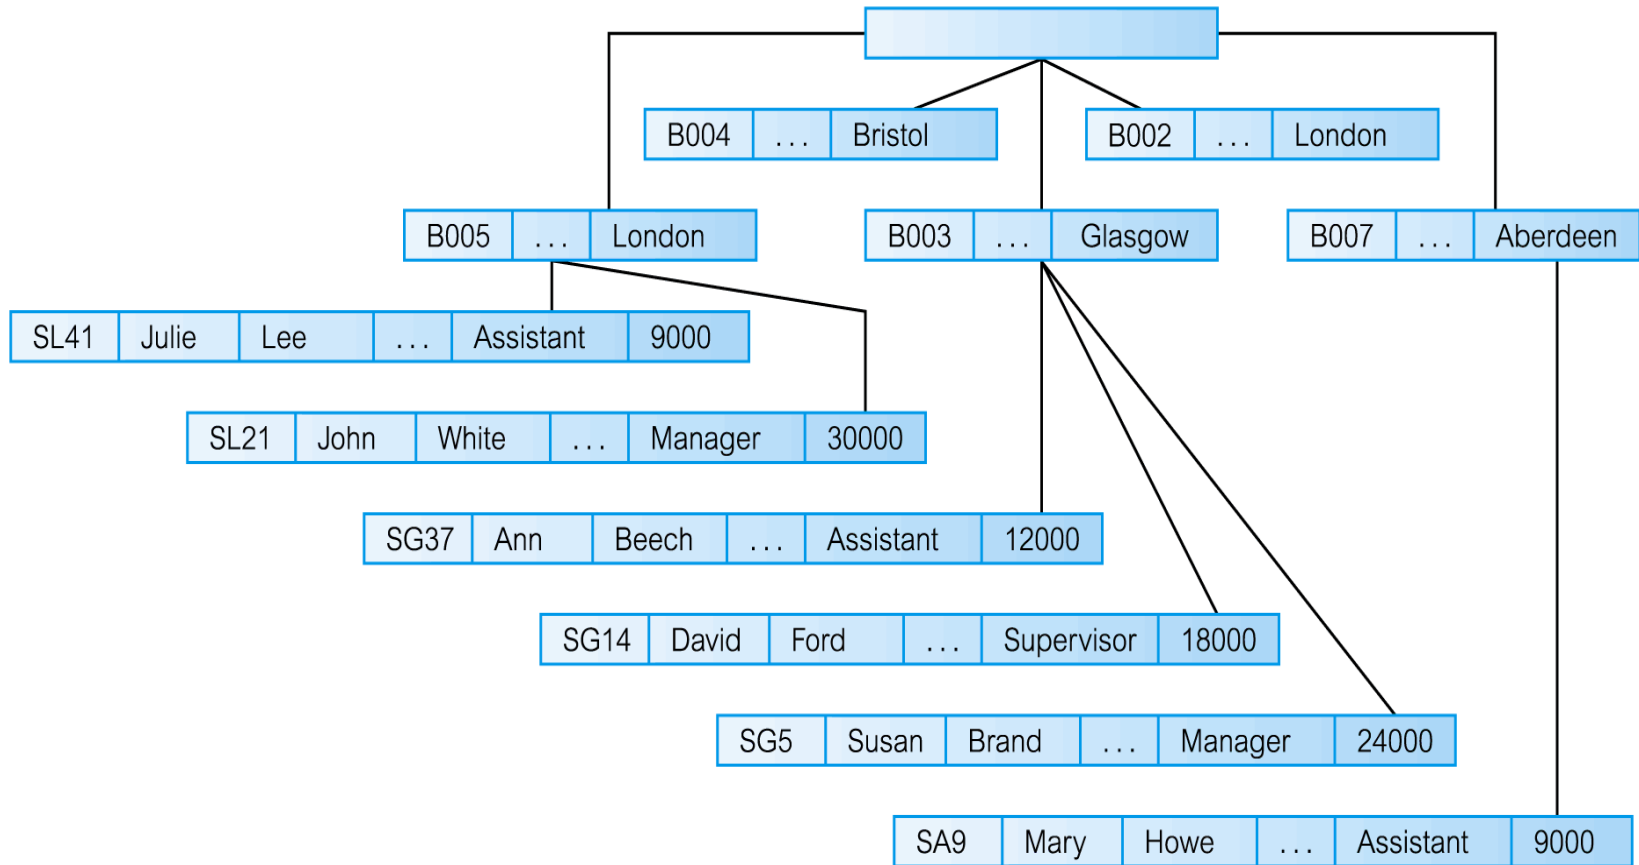 B004 ... Bristol B002 ... London
B005 ... London B003 ... Glasgow B007 ... Aberdeen
SL41 Julie Lee ... Assistant 9000
SL21 John White ... Manager 30000
SG37 Ann Beech ... Assistant 12000
SG14 David Ford ... Supervisor 18000
SG5 Susan Brand ... Manager 24000
SA9 Mary Howe ... Assistant 9000